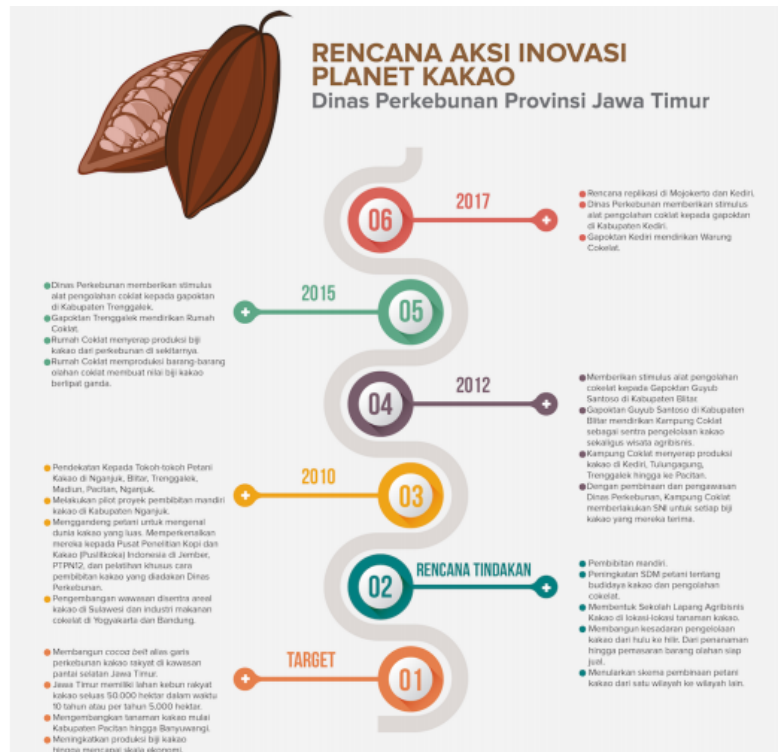 RENCANA AKSI INOVASI
PLANET KAKAO
Dinas Perkebunan Provinsi Jawa Timur
06
2017
Rencana replikasi di Mojokerto dan Kediri.
Dinas Perkebunan memberikan stimulus
alat pengolahan coklat kepada gapoktan
di Kabupaten Kediri.
Gapoktan Kediri mendirikan Warung
Cokelat.
Dinas Perkebunan memberikan stimulus
alat pengolahan coklat kepada gapoktan
di Kabupaten Trenggalek.
Gapoktan Trenggalek mendirikan Rumah
Coklat.
Rumah Coklat menyerap produksi biji
kakao dari perkebunan di sekitarnya.
Rumah Coklat memproduksi barang-barang
olahan coklat membuat nilai biji kakao
berlipat ganda.
2015
05
04
2012
Memberikan stimulus alat pengolahan
cokelat kepada Gepoktan Guyub
Santoso di Kabupaten Blitar.
Gapoktan Guyub Santoso di Kabupaten
Blitar mendirikan Kampung Coklat
sebagai sentra pengelolaan kakao
sekaligus wisata agribisnis.
Kampung Coklat menyerap produksi
kakao di Kediri, Tulungagung,
Trenggalek hingga ke Pacitan.
Dengan pembinaan dan pengawasan
Dinas Perkebunan, Kampung Coklat
memberlakukan SNI untuk setiap biji
kakao yang mereka terima.
Pendekatan Kepada Tokoh-tokoh Petani
Kakao di Nganjuk, Blitar, Trenggalek,
Madiun, Pacitan, Nganjuk.
Melakukan pilot proyek pembibitan mandiri
kakao di Kabupaten Nganjuk.
Menggandeng petani untuk mengenal
dunia kakao yang luas. Memperkenalkan
mereka kepada Pusat Penelitian Kopi dan
Kakao (Puslitkoka) Indonesia di Jember,
PTPN12, dan pelatihan khusus cara
pembibitan kakao yang diadakan Dinas
Perkebunan.
Pengembangan wawasan disentra areal
kakao di Sulawesi dan industri makanan
cokelat di Yogyakarta dan Bandung.
2010
03
02
RENCANA TINDAKAN
Pembibitan mandiri.
Peningkatan SDM petani tentang
budidaya kakao dan pengolahan
cokelat.
Membentuk Sekolah Lapang Agribisnis
Kakao di lokasi-lokasi tanaman kakao.
Membangun kesadaran pengelolaan
kakao dari hulu ke hilir. Dari penanaman
hingga pemasaran barang olahan siap
jual.
Menularkan skema pembinaan petani
kakao dari satu wilayah ke wilayah lain.
Membangun cocoa belt alias garis
perkebunan kakao rakyat di kawasan
pantai selatan Jawa Timur.
Jawa Timur memiliki lahan kebun rakyat
kakao seluas 50.000 hektar dalam waktu
10 tahun atau per tahun 5.000 hektar.
Mengembangkan tanaman kakao mulai
Kabupaten Pacitan hingga Banyuwangi.
Meningkatkan produksi biji kakao
hingga mencapai skala ekonomi.
TARGET
01